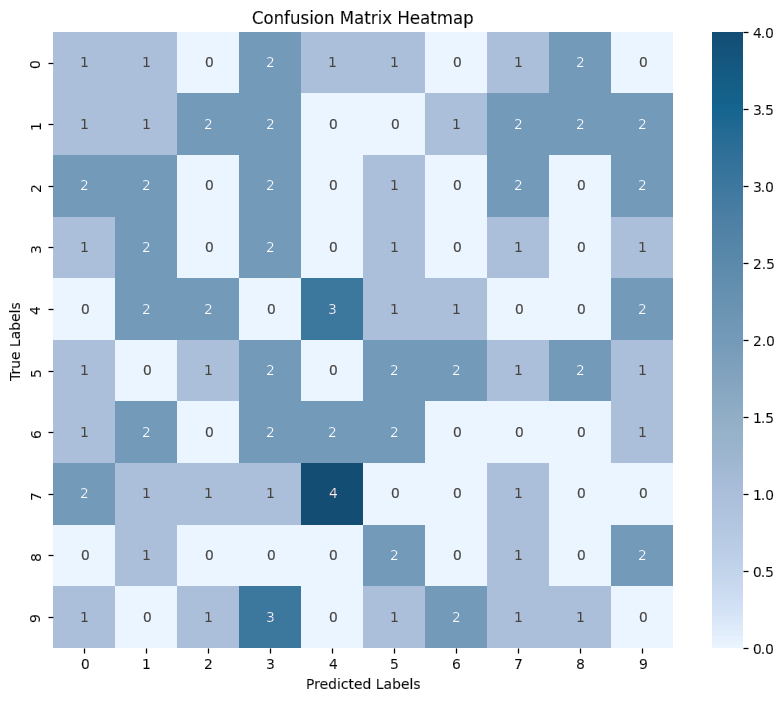 Confusion Matrix Heatmap
True Labels
0 1 1 0 2 1 1 0 1 2 0
1 1 1 2 2 0 0 1 2 2 2
2 2 2 0 2 0 1 0 2 0 2
3 1 2 0 2 0 1 0 1 0 1
4 0 2 2 0 3 1 1 0 0 2
5 1 0 1 2 0 2 2 1 2 1
6 1 2 0 2 2 2 0 0 0 1
7 2 1 1 1 4 0 0 1 0 0
8 0 1 0 0 0 2 0 1 0 2
9 1 0 1 3 0 1 2 1 1 0
0 1 2 3 4 5 6 7 8 9
Predicted Labels
4.0
3.5
3.0
2.5
2.0
1.5
1.0
0.5
0.0